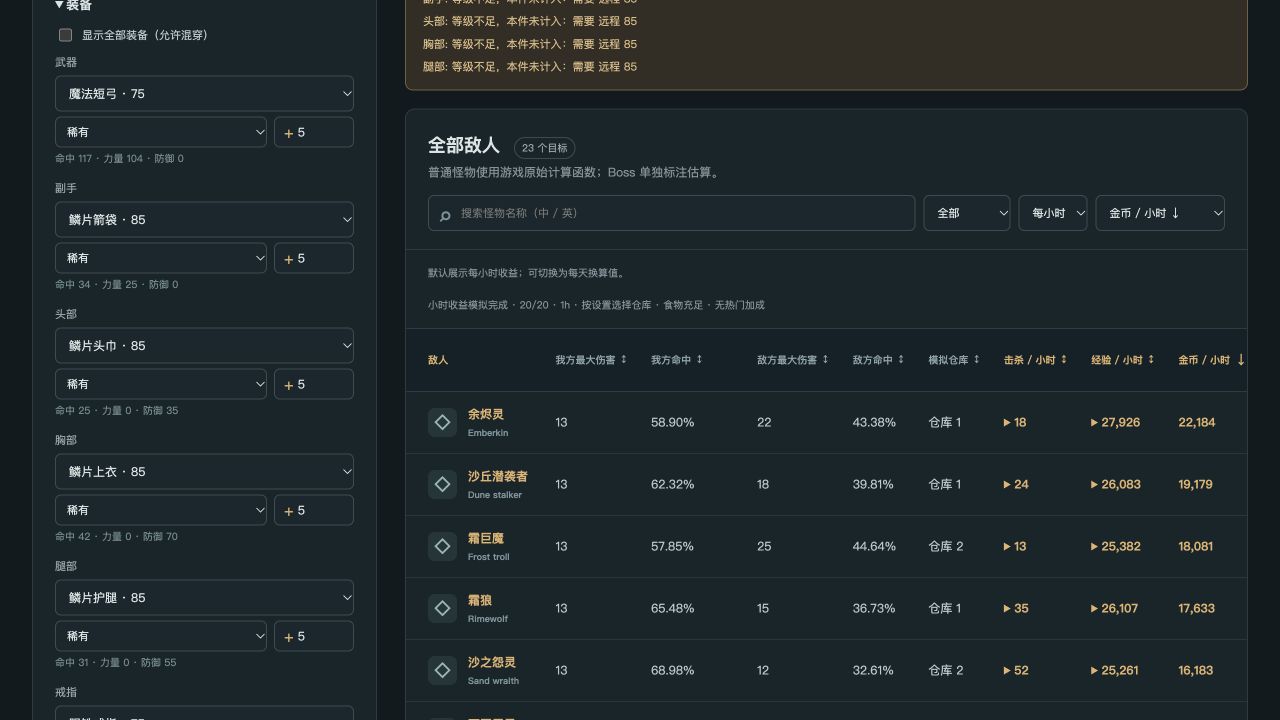 ▼装备
显示全部装备（允许混穿）
武器
魔法短弓 · 75
稀有
+ 5
命中 117 · 力量 104 · 防御 0
副手
鳞片箭袋 · 85
稀有
+ 5
命中 34 · 力量 25 · 防御 0
头部
鳞片头巾 · 85
稀有
+ 5
命中 25 · 力量 0 · 防御 35
胸部
鳞片上衣 · 85
稀有
+ 5
命中 42 · 力量 0 · 防御 70
腿部
鳞片护腿 · 85
稀有
+ 5
命中 31 · 力量 0 · 防御 55
戒指
副手: 等级不足，本件未计入：需要 远程 85
头部: 等级不足，本件未计入：需要 远程 85
胸部: 等级不足，本件未计入：需要 远程 85
腿部: 等级不足，本件未计入：需要 远程 85
全部敌人
23 个目标
普通怪物使用游戏原始计算函数；Boss 单独标注估算。
搜索怪物名称（中 / 英）
全部
每小时
金币 / 小时 ↓
默认展示每小时收益；可切换为每天换算值。
小时收益模拟完成 · 20/20 · 1h · 按设置选择仓库 · 食物充足 · 无热门加成
敌人 我方最大伤害 ↕ 我方命中 ↕ 敌方最大伤害 ↕ 敌方命中 ↕ 模拟仓库 ↕ 击杀 / 小时 ↕ 经验 / 小时 ↕ 金币 / 小时 ↓
余烬灵
Emberkin
13 58.90% 22 43.38% 仓库 1 ▶ 18 ▶ 27,926 22,184
沙丘潜袭者
Dune stalker
13 62.32% 18 39.81% 仓库 1 ▶ 24 ▶ 26,083 19,179
霜巨魔
Frost troll
13 57.85% 25 44.64% 仓库 2 ▶ 13 ▶ 25,382 18,081
霜狼
Rimewolf
13 65.48% 15 36.73% 仓库 1 ▶ 35 ▶ 26,107 17,633
沙之怨灵
Sand wraith
13 68.98% 12 32.61% 仓库 2 ▶ 52 ▶ 25,261 16,183